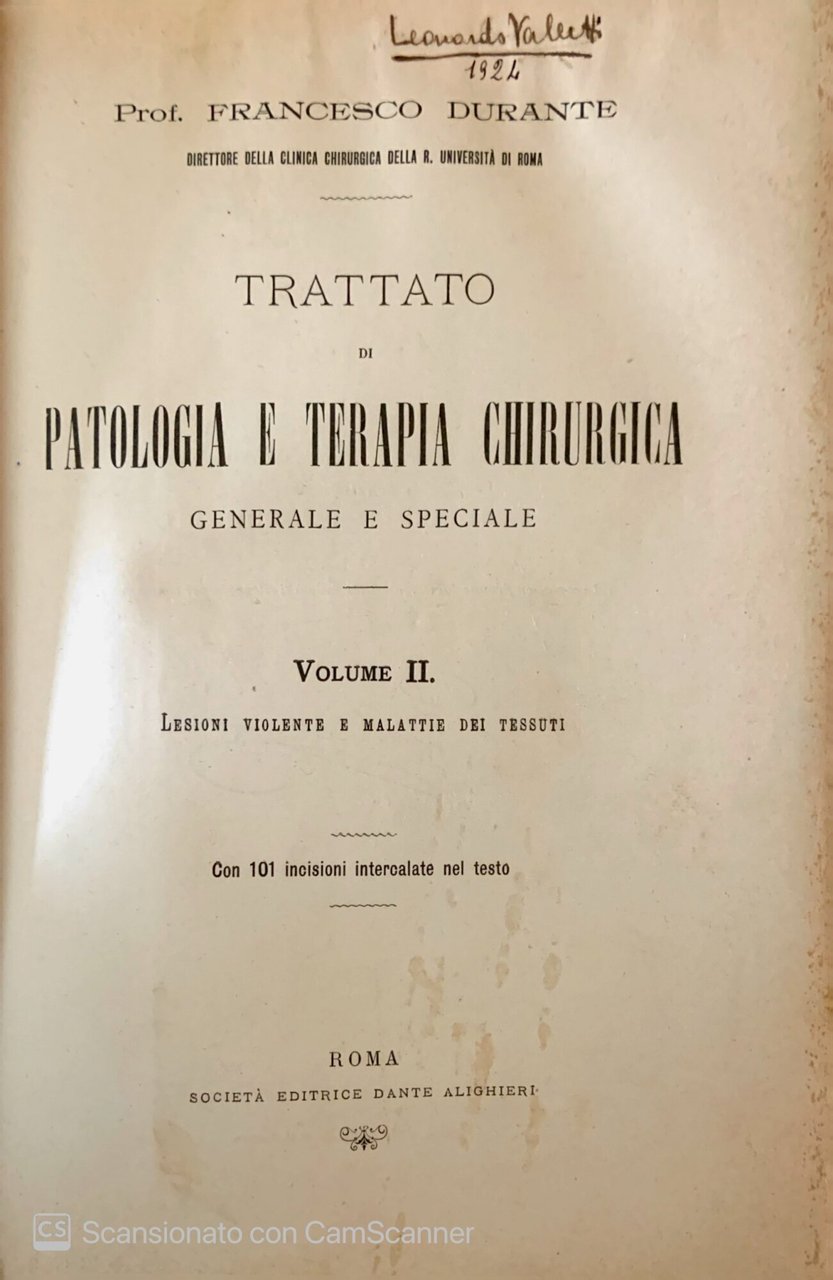 Leonardo Valletti
1924
Prof. FRANCESCO DURANTE
DIRETTORE DELLA CLINICA CHIRURGICA DELLA R. UNIVERSITÀ DI ROMA
TRATTATO
DI
PATOLOGIA E TERAPIA CHIRURGICA
GENERALE E SPECIALE
VOLUME II.
LESIONI VIOLENTE E MALATTIE DEI TESSUTI
Con 101 incisioni intercalate nel testo
ROMA
SOCIETÀ EDITRICE DANTE ALIGHIERI
CS Scansionato con CamScanner